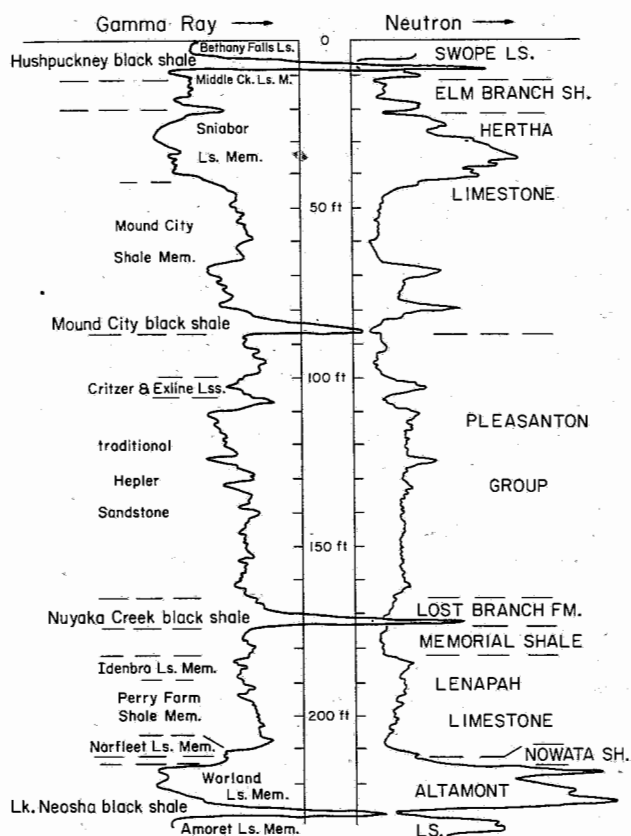 Gamma Ray → Neutron →
Bethany Falls Ls. 0 SWOPE LS.
Hushpuckney black shale
Middle Ck. Ls. M. ELM BRANCH SH.
Sniabar HERTHA
Ls. Mem.
LIMESTONE
50 ft
Mound City
Shale Mem.
Mound City black shale
100 ft
Critzer & Exline Lss.
PLEASANTON
traditional
Hepler GROUP
Sandstone
150 ft
LOST BRANCH FM.
Nuyaka Creek black shale
MEMORIAL SHALE
Idenbro Ls. Mem.
LENAPAH
Perry Farm
Shale Mem. 200 ft LIMESTONE
Norfleet Ls. Mem. NOWATA SH.
Worland
Ls. Mem. ALTAMONT
Lk. Neosha black shale
Amoret Ls. Mem. LS.